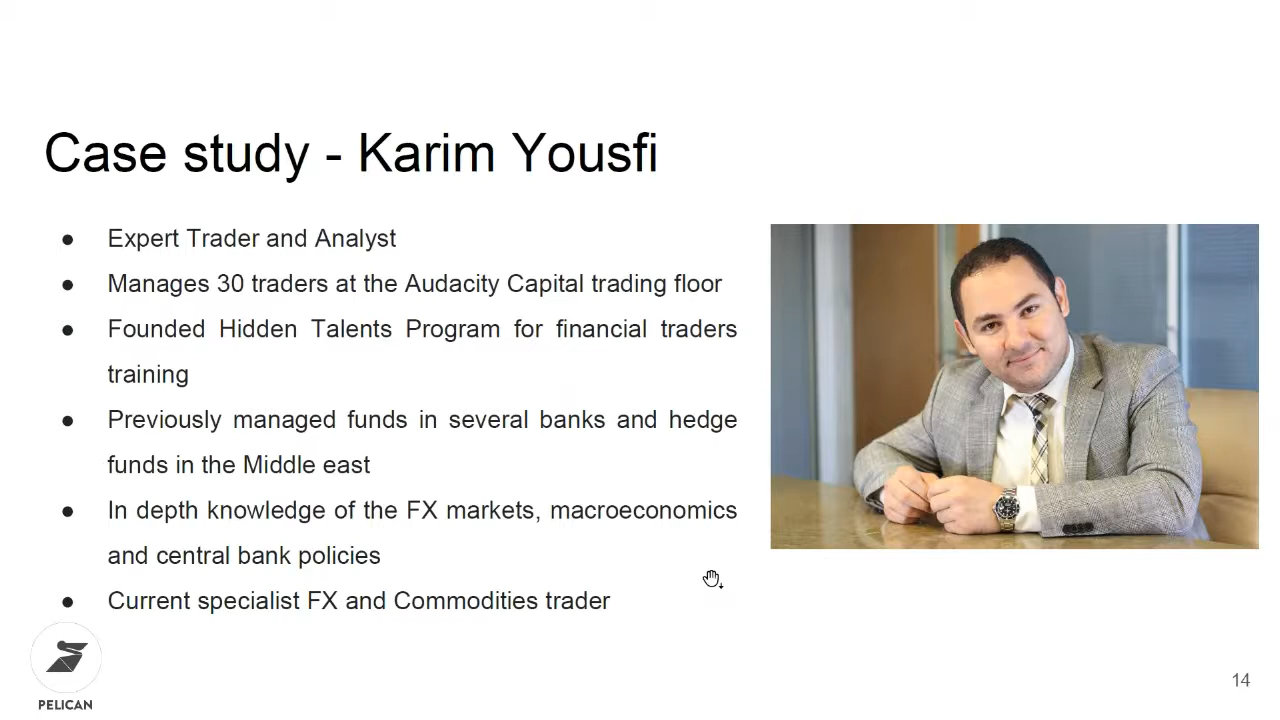 Case study - Karim Yousfi
● Expert Trader and Analyst
● Manages 30 traders at the Audacity Capital trading floor
● Founded Hidden Talents Program for financial traders
training
● Previously managed funds in several banks and hedge
funds in the Middle east
● In depth knowledge of the FX markets, macroeconomics
and central bank policies
● Current specialist FX and Commodities trader
PELICAN
14